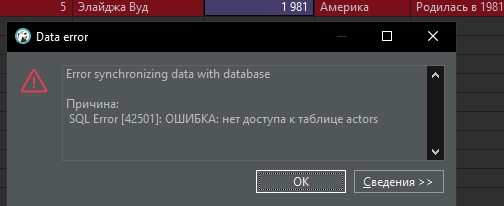 5 Элайджа Вуд 1 981 Америка Родилась в 1981
Data error
Error synchronizing data with database
Причина:
SQL Error [42501]: ОШИБКА: нет доступа к таблице actors
OK Сведения >>